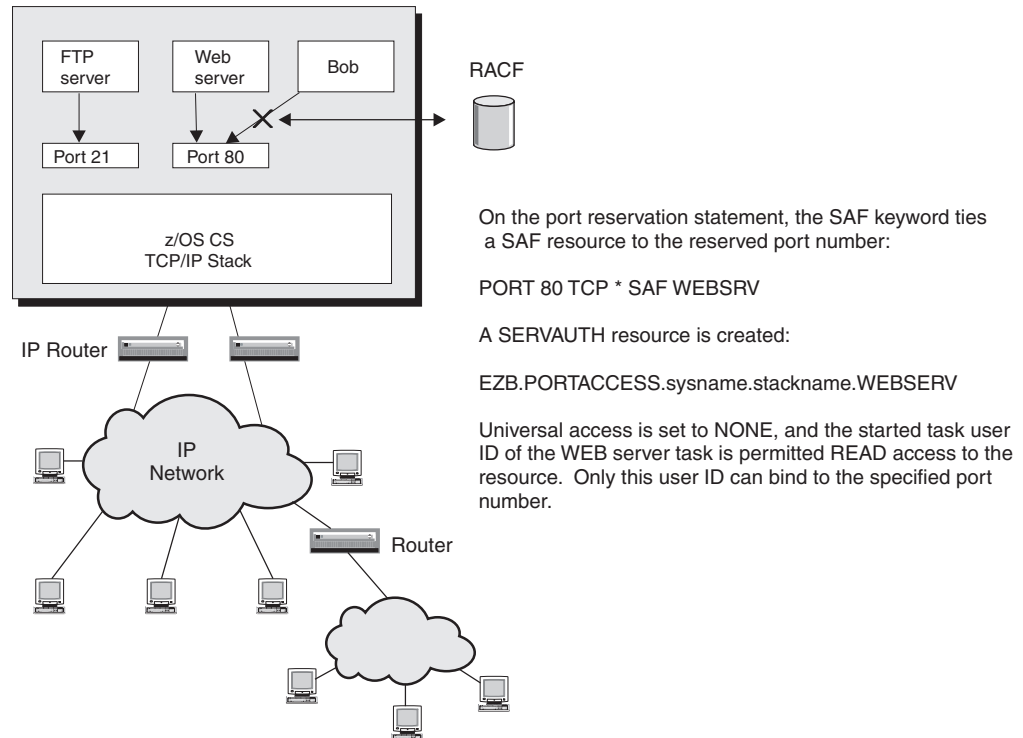 FTP
server
Web
server
Bob
RACF
Port 21
Port 80
z/OS CS
TCP/IP Stack
On the port reservation statement, the SAF keyword ties
a SAF resource to the reserved port number:
PORT 80 TCP * SAF WEBSRV
A SERVAUTH resource is created:
EZB.PORTACCESS.sysname.stackname.WEBSERV
Universal access is set to NONE, and the started task user
ID of the WEB server task is permitted READ access to the
resource. Only this user ID can bind to the specified port
number.
IP Router
IP
Network
Router